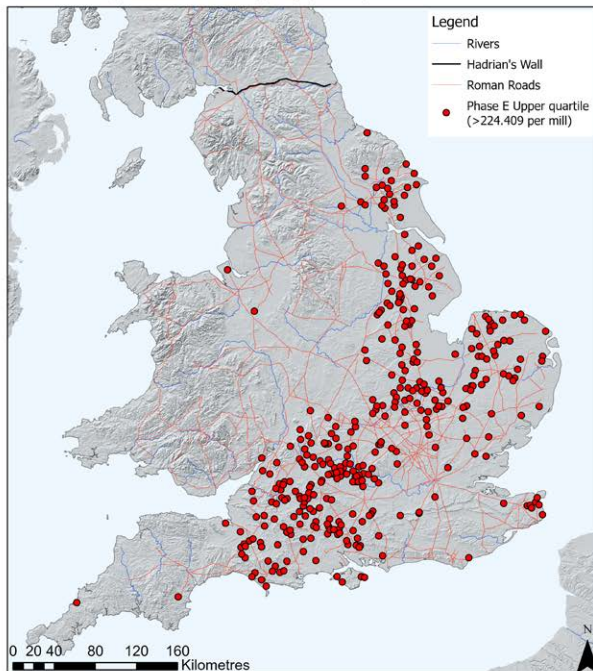 Legend
Rivers
Hadrian's Wall
Roman Roads
Phase E Upper quartile
(>224.409 per mill)
N
0 20 40 80 120 160
Kilometres